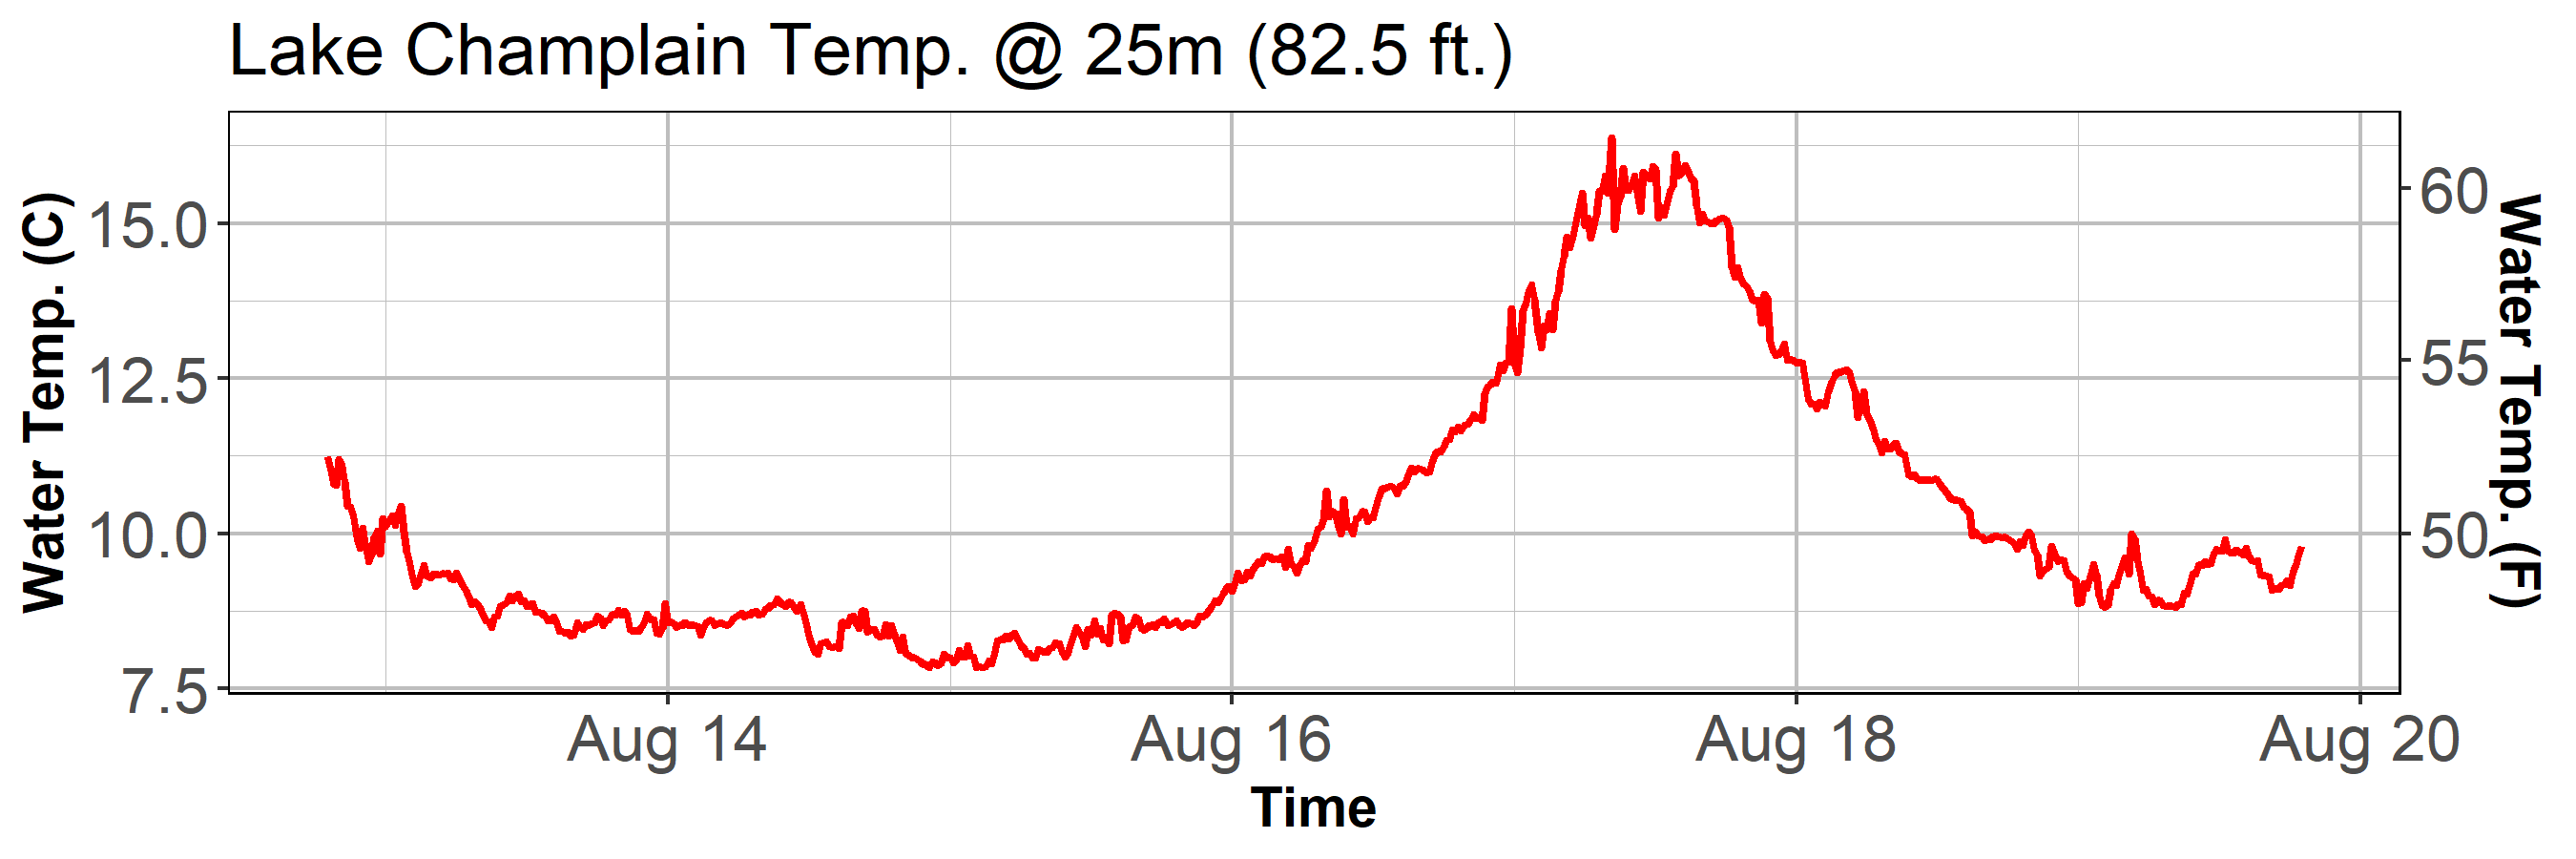 Lake Champlain Temp. @ 25m (82.5 ft.)
Water Temp. (C)
15.0
12.5
10.0
7.5
60
55
50
Water Temp. (F)
Aug 14
Aug 16
Aug 18
Aug 20
Time